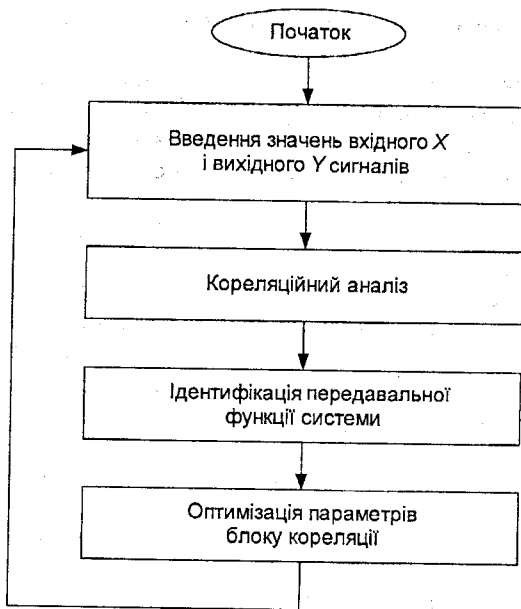 Початок
Введення значень вхідного X
і вихідного Y сигналів
Кореляційний аналіз
Ідентифікація передавальної
функції системи
Оптимізація параметрів
блоку кореляції